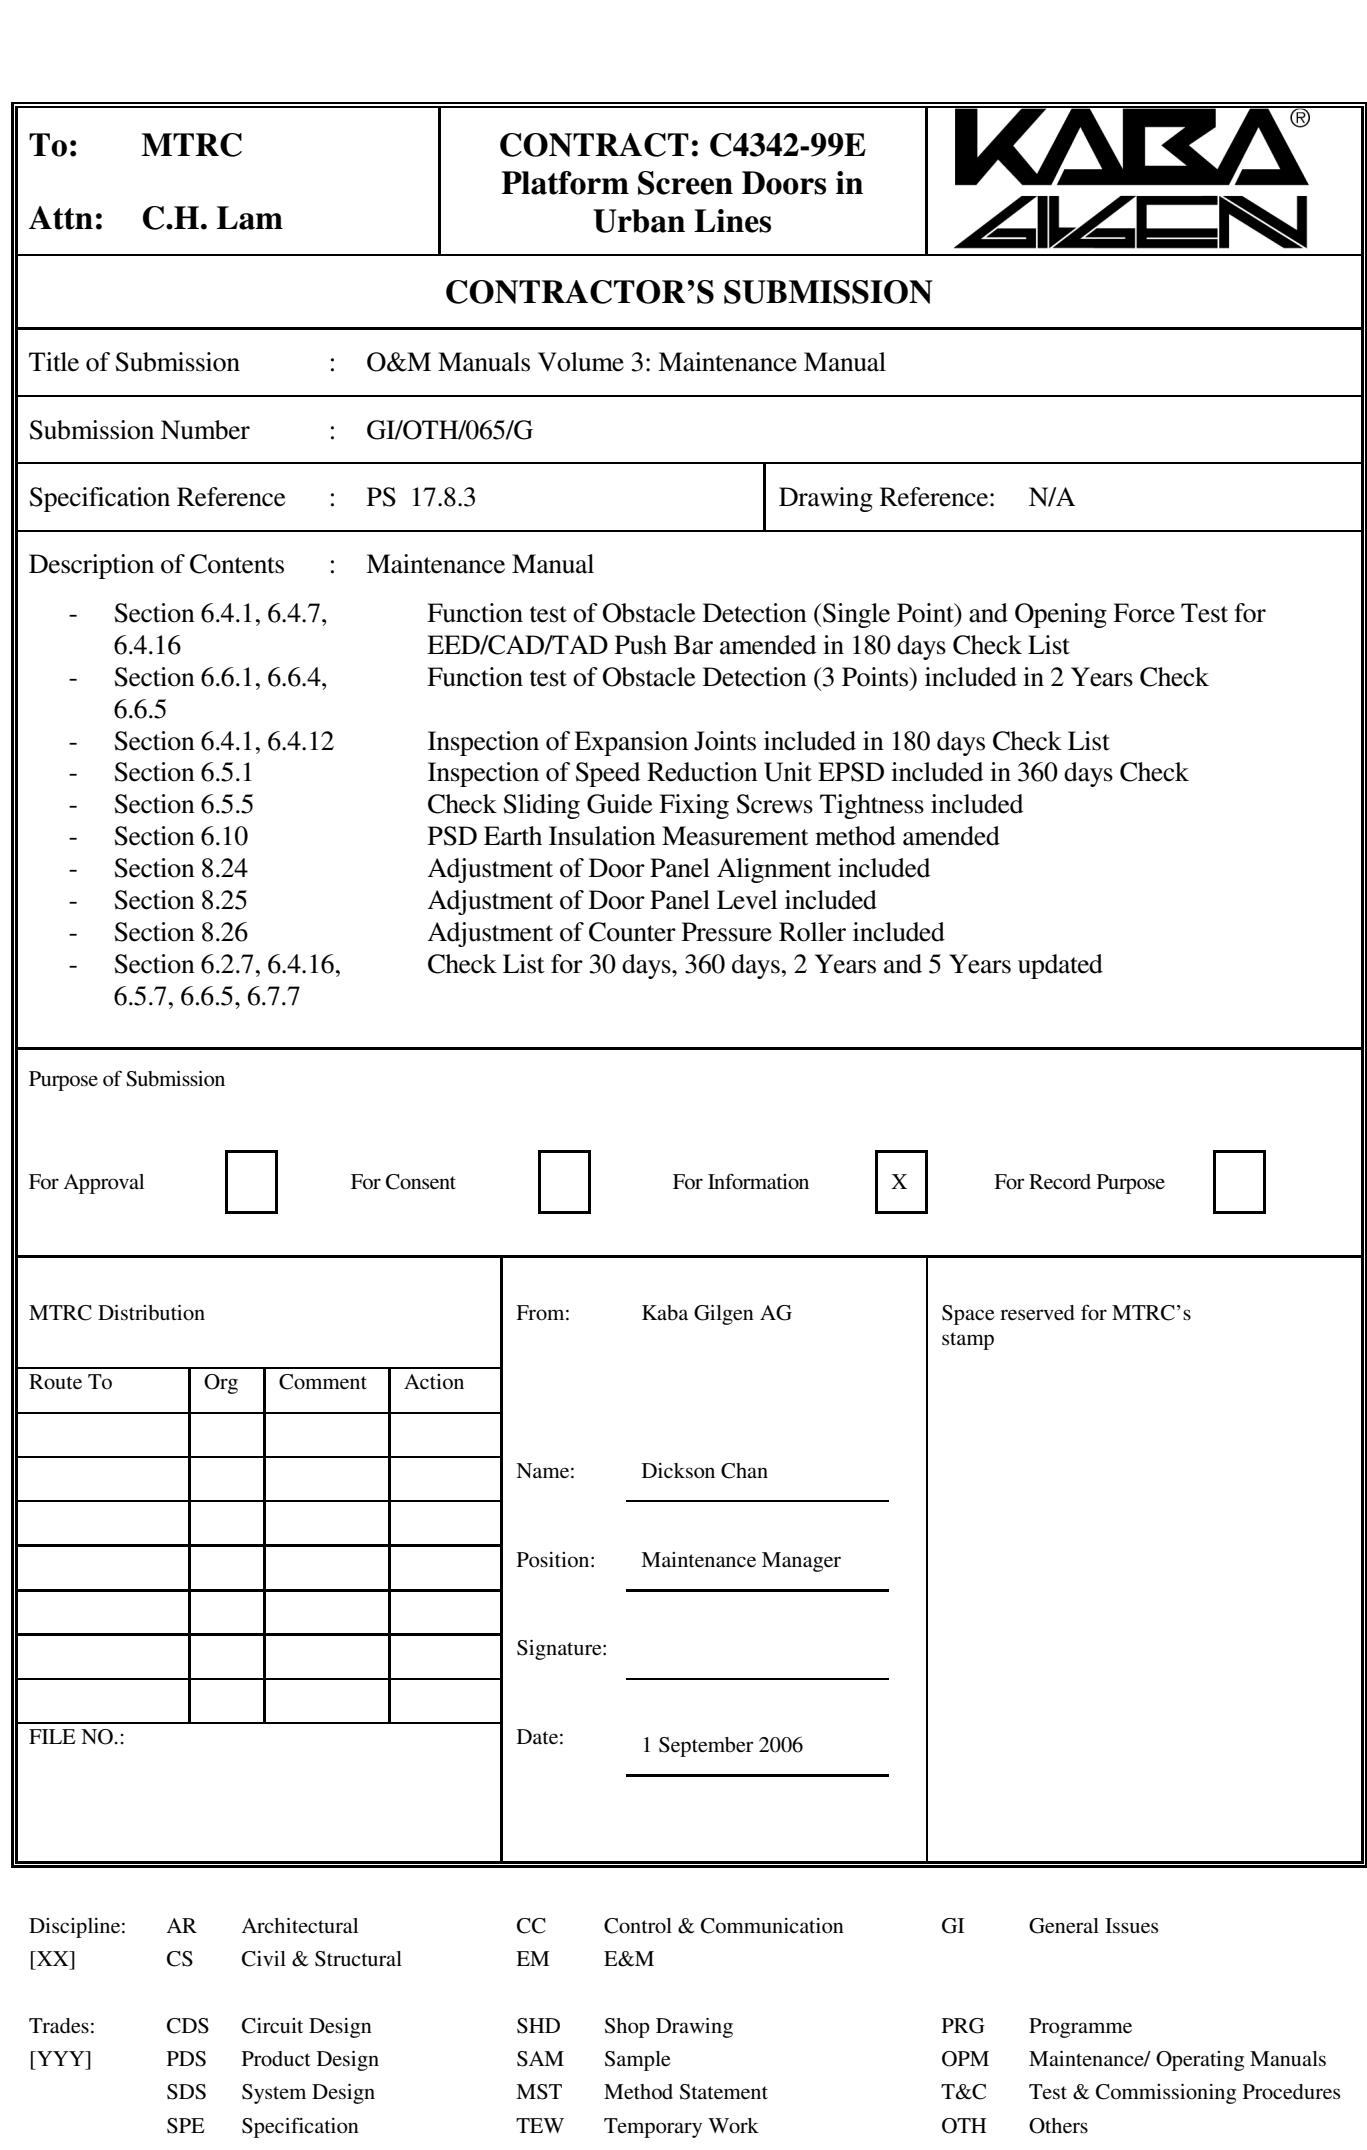 To: MTRC
Attn: C.H. Lam
CONTRACT: C4342-99E
Platform Screen Doors in
Urban Lines
KABA®
GILGEN
CONTRACTOR’S SUBMISSION
Title of Submission : O&M Manuals Volume 3: Maintenance Manual
Submission Number : GI/OTH/065/G
Specification Reference : PS 17.8.3 Drawing Reference: N/A
Description of Contents : Maintenance Manual
- Section 6.4.1, 6.4.7, Function test of Obstacle Detection (Single Point) and Opening Force Test for
6.4.16 EED/CAD/TAD Push Bar amended in 180 days Check List
- Section 6.6.1, 6.6.4, Function test of Obstacle Detection (3 Points) included in 2 Years Check
6.6.5
- Section 6.4.1, 6.4.12 Inspection of Expansion Joints included in 180 days Check List
- Section 6.5.1 Inspection of Speed Reduction Unit EPSD included in 360 days Check
- Section 6.5.5 Check Sliding Guide Fixing Screws Tightness included
- Section 6.10 PSD Earth Insulation Measurement method amended
- Section 8.24 Adjustment of Door Panel Alignment included
- Section 8.25 Adjustment of Door Panel Level included
- Section 8.26 Adjustment of Counter Pressure Roller included
- Section 6.2.7, 6.4.16, Check List for 30 days, 360 days, 2 Years and 5 Years updated
6.5.7, 6.6.5, 6.7.7
Purpose of Submission
For Approval For Consent For Information X For Record Purpose
MTRC Distribution
Route To Org Comment Action
FILE NO.:
From: Kaba Gilgen AG
Name: Dickson Chan
Position: Maintenance Manager
Signature:
Date: 1 September 2006
Space reserved for MTRC’s
stamp
Discipline: AR Architectural CC Control & Communication GI General Issues
[XX] CS Civil & Structural EM E&M
Trades: CDS Circuit Design SHD Shop Drawing PRG Programme
[YYY] PDS Product Design SAM Sample OPM Maintenance/ Operating Manuals
SDS System Design MST Method Statement T&C Test & Commissioning Procedures
SPE Specification TEW Temporary Work OTH Others